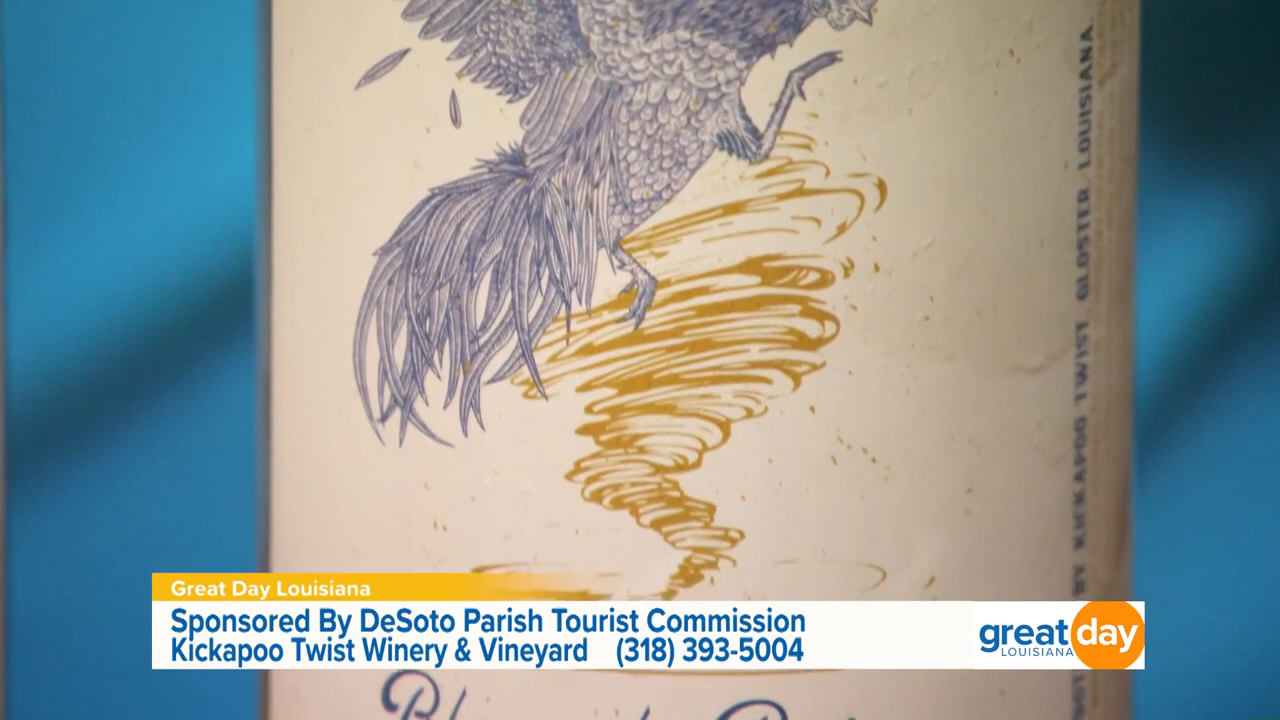 BY KICKAPOO TWIST GLOSTER LOUISIANA
Great Day Louisiana
Sponsored By DeSoto Parish Tourist Commission
Kickapoo Twist Winery & Vineyard (318) 393-5004
great day
LOUISIANA